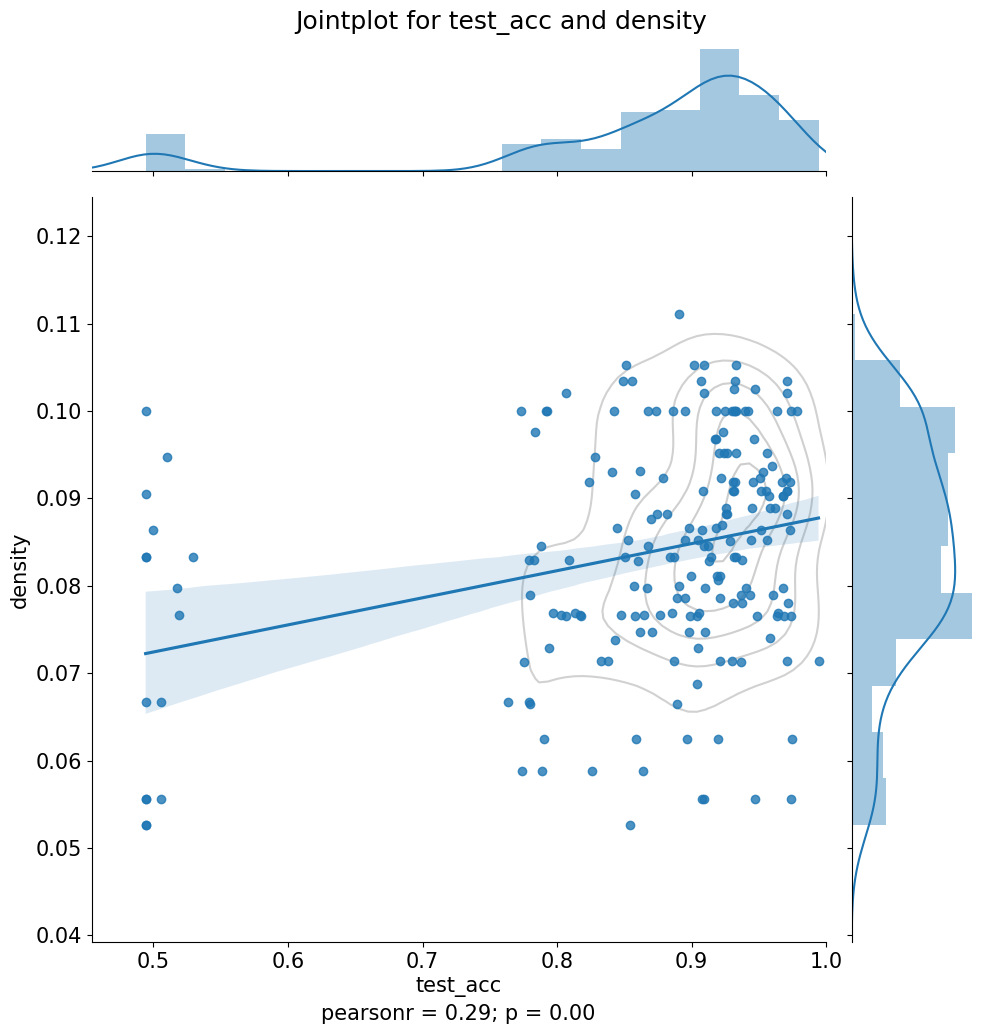 Jointplot for test_acc and density
0.12
0.11
0.10
0.09
0.08
0.07
0.06
0.05
0.04
density
0.5 0.6 0.7 0.8 0.9 1.0
test_acc
pearsonr = 0.29; p = 0.00